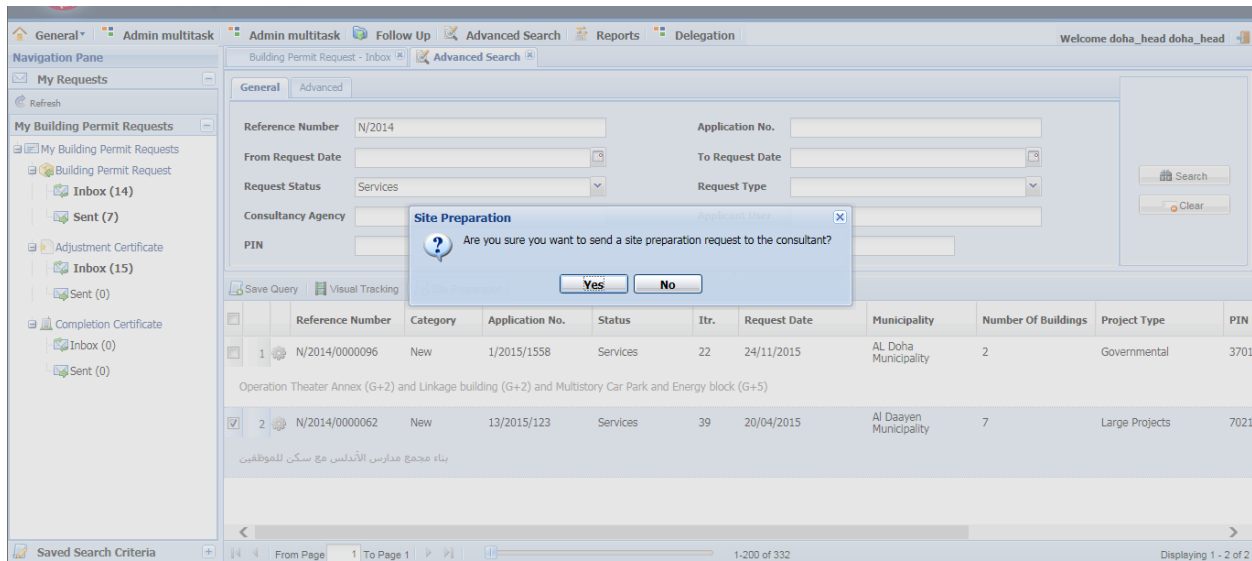 General Admin multitask Admin multitask Follow Up Advanced Search Reports Delegation
Welcome doha_head doha_head
Navigation Pane
Building Permit Request - Inbox Advanced Search
My Requests
Refresh
My Building Permit Requests
My Building Permit Requests
Building Permit Request
Inbox (14)
Sent (7)
Adjustment Certificate
Inbox (15)
Sent (0)
Completion Certificate
Inbox (0)
Sent (0)
Saved Search Criteria
General Advanced
Reference Number N/2014 Application No.
From Request Date To Request Date
Request Status Services Request Type
Consultancy Agency Applicant User
PIN
Search
Clear
Site Preparation
Are you sure you want to send a site preparation request to the consultant?
Yes No
Save Query Visual Tracking
Reference Number Category Application No. Status Itr. Request Date Municipality Number Of Buildings Project Type PIN
1 N/2014/0000096 New 1/2015/1558 Services 22 24/11/2015 AL Doha Municipality 2 Governmental 3701
Operation Theater Annex (G+2) and Linkage building (G+2) and Multistory Car Park and Energy block (G+5)
2 N/2014/0000062 New 13/2015/123 Services 39 20/04/2015 Al Daayen Municipality 7 Large Projects 7021
بناء مجمع مدارس الأندلس مع سكن للموظفين
From Page 1 To Page 1 1-200 of 332 Displaying 1 - 2 of 2